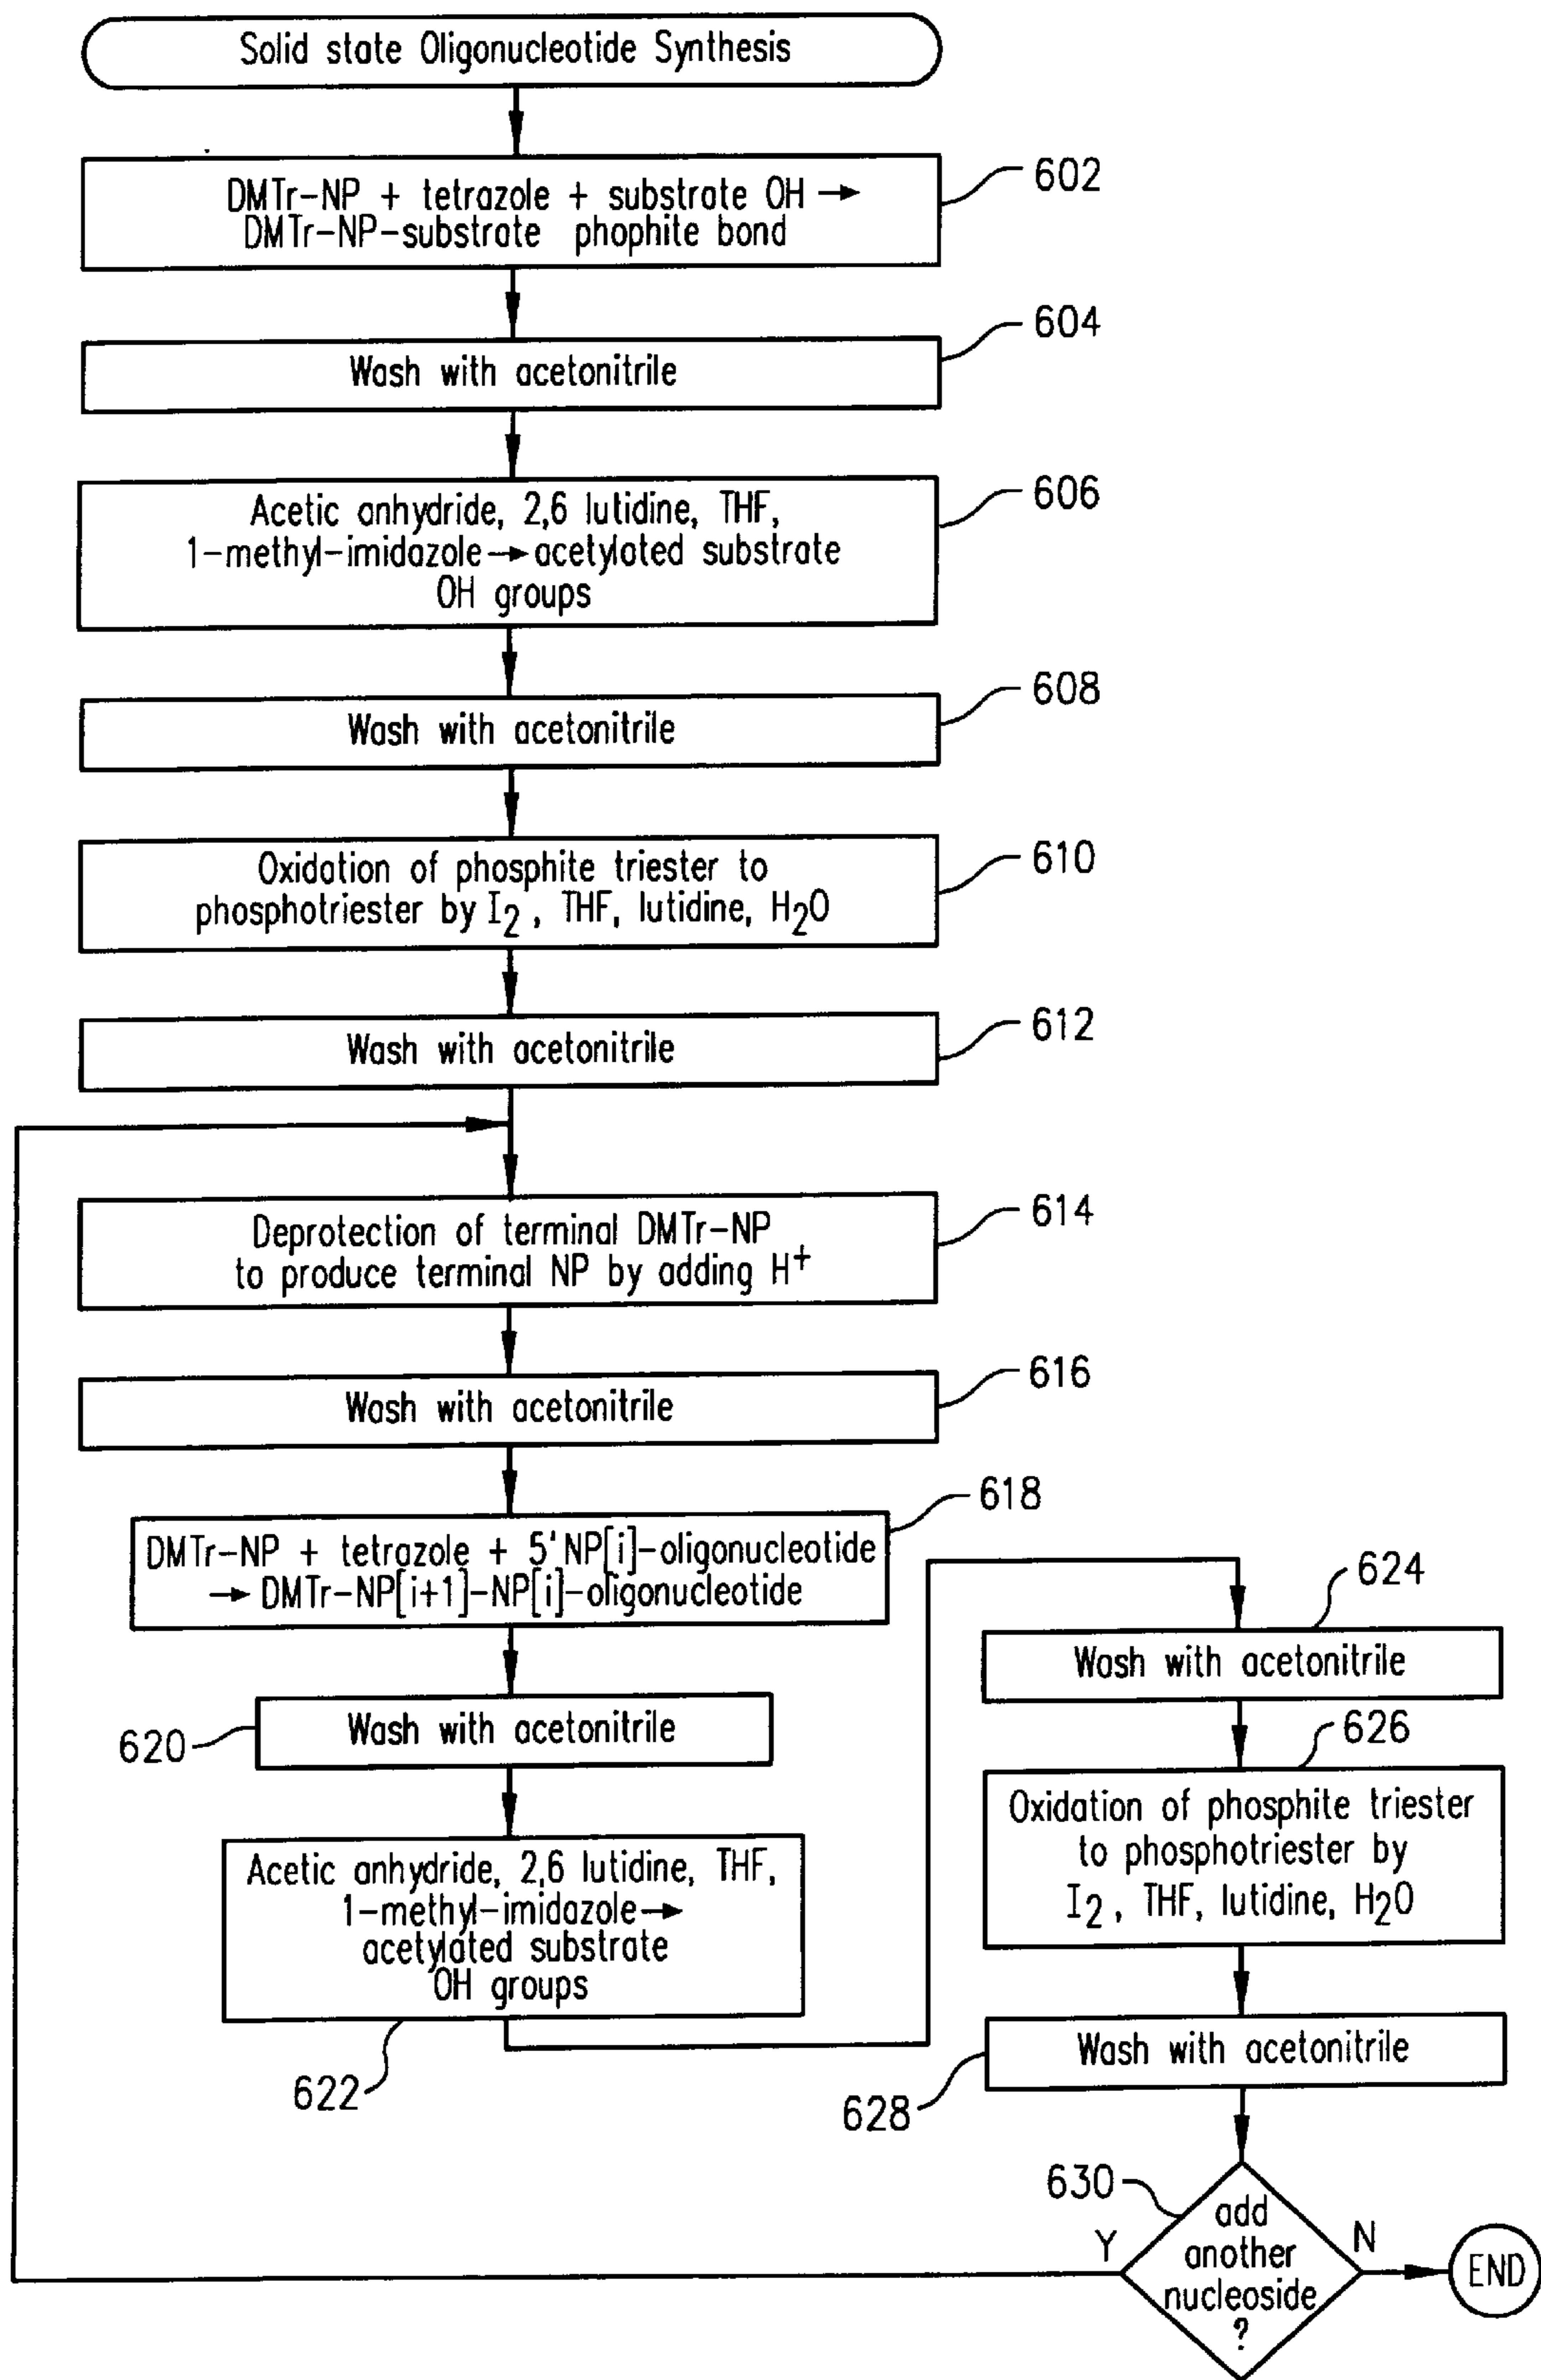 Solid state Oligonucleotide Synthesis
DMTr-NP + tetrazole + substrate OH →
DMTr-NP-substrate phophite bond
602
Wash with acetonitrile
604
Acetic anhydride, 2,6 lutidine, THF,
1-methyl-imidazole→acetylated substrate
OH groups
606
Wash with acetonitrile
608
Oxidation of phosphite triester to
phosphotriester by I₂, THF, lutidine, H₂O
610
Wash with acetonitrile
612
Deprotection of terminal DMTr-NP
to produce terminal NP by adding H⁺
614
Wash with acetonitrile
616
DMTr-NP + tetrazole + 5'NP[i]-oligonucleotide
→ DMTr-NP[i+1]-NP[i]-oligonucleotide
618
Wash with acetonitrile
620
Acetic anhydride, 2,6 lutidine, THF,
1-methyl-imidazole→
acetylated substrate
OH groups
622
Wash with acetonitrile
624
Oxidation of phosphite triester
to phosphotriester by
I₂, THF, lutidine, H₂O
626
Wash with acetonitrile
628
add
another
nucleoside
?
630
Y
N
END